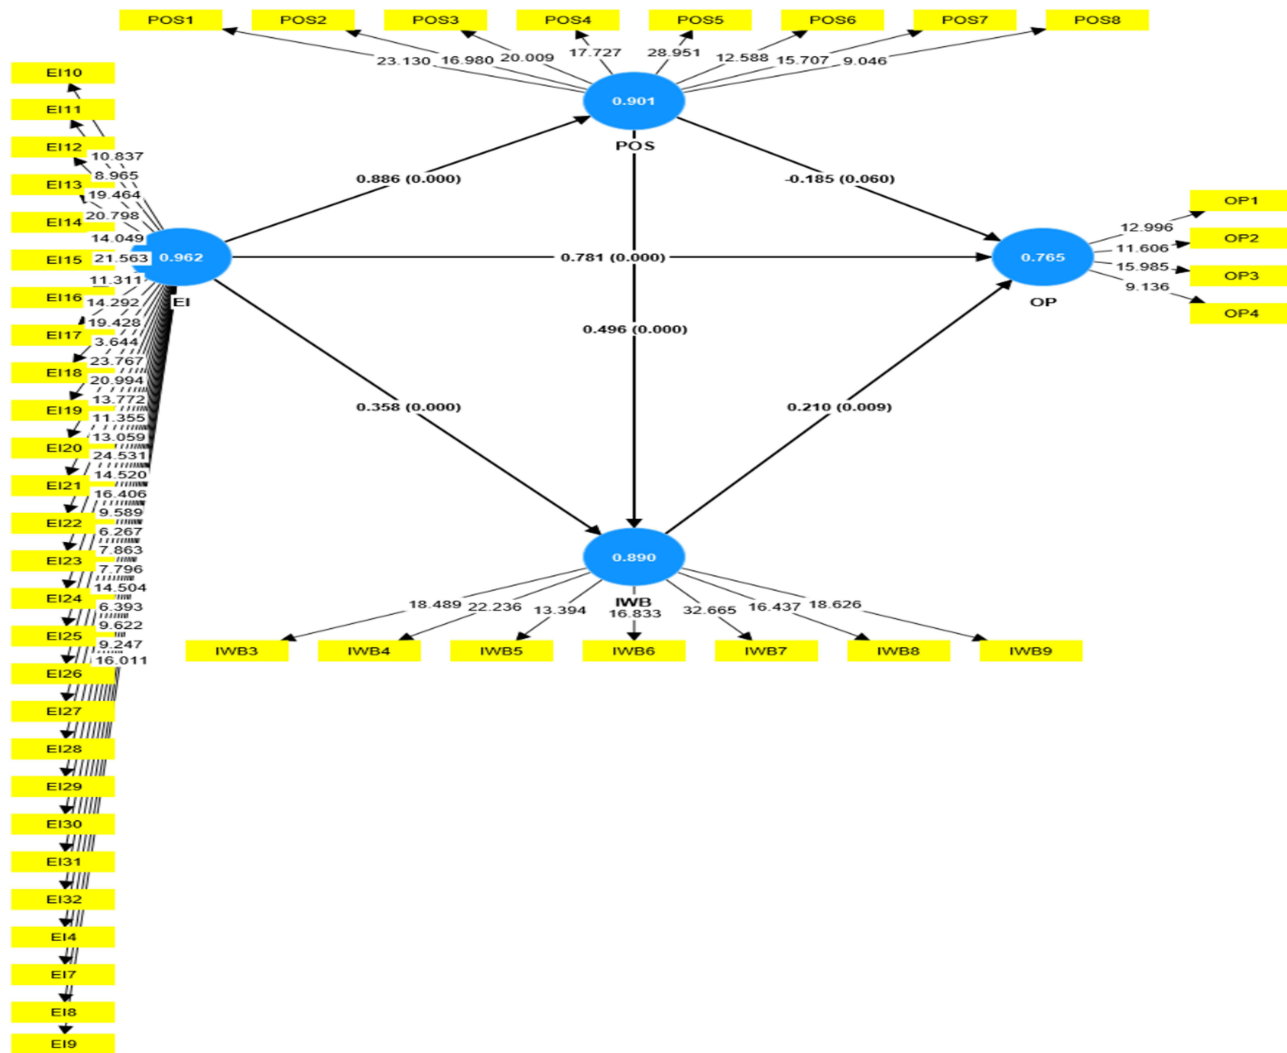 POS1 POS2 POS3 POS4 POS5 POS6 POS7 POS8
23.130 16.980 20.009 17.727 28.951 12.588 15.707 9.046
0.901
POS
EI10
EI11
EI12
EI13
EI14
EI15
EI16
EI17
EI18
EI19
EI20
EI21
EI22
EI23
EI24
EI25
EI26
EI27
EI28
EI29
EI30
EI31
EI32
EI4
EI7
EI8
EI9
10.837
8.965
19.464
20.798
14.049
21.563
11.311
14.292
19.428
3.644
23.767
20.994
13.772
11.355
13.059
24.531
14.520
16.406
9.589
6.267
7.863
7.796
14.504
6.393
9.622
9.247
16.011
0.962
EI
0.886 (0.000)
-0.185 (0.060)
0.781 (0.000)
0.496 (0.000)
0.358 (0.000)
0.210 (0.009)
0.765
OP
12.996
11.606
15.985
9.136
OP1
OP2
OP3
OP4
0.890
IWB
18.489 22.236 13.394 16.833 32.665 16.437 18.626
IWB3 IWB4 IWB5 IWB6 IWB7 IWB8 IWB9